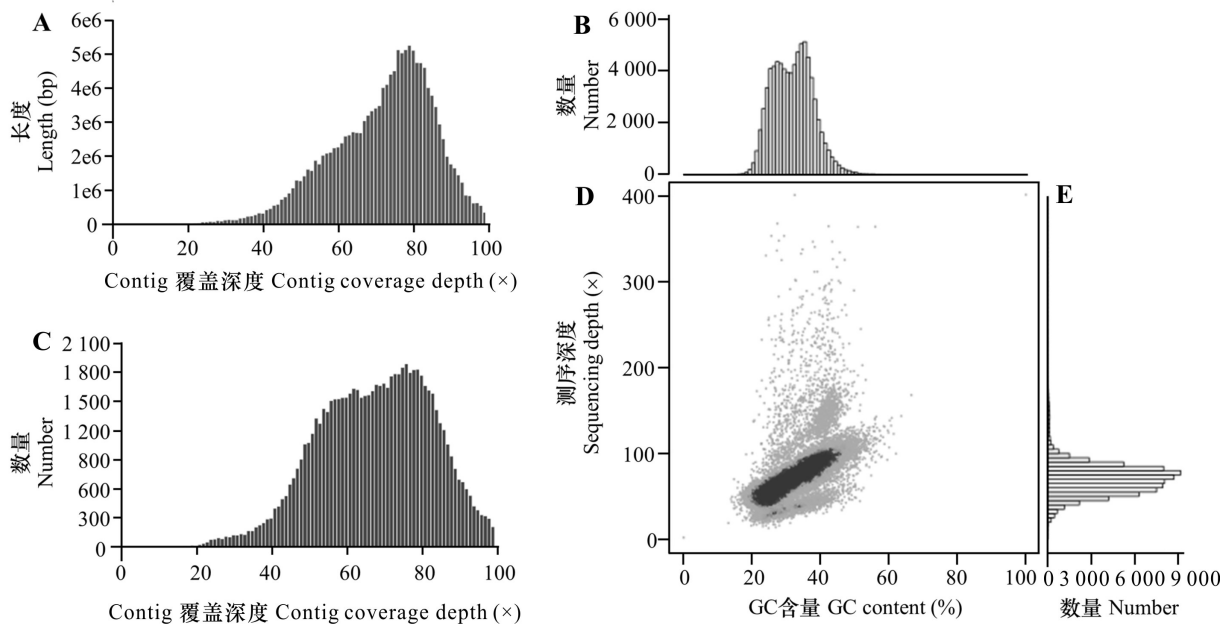 A
6e6
5e6
4e6
3e6
2e6
1e6
0
长度
Length (bp)
0 20 40 60 80 100
Contig 覆盖深度 Contig coverage depth (×)
B
6 000
4 000
2 000
0
数量
Number
C
2 100
1 800
1 500
1 200
800
600
300
0
数量
Number
0 20 40 60 80 100
Contig 覆盖深度 Contig coverage depth (×)
D
400
300
200
100
0
测序深度
Sequencing depth (×)
0 20 40 60 80 100
GC含量 GC content (%)
E
0 3 000 6 000 9 000
数量 Number